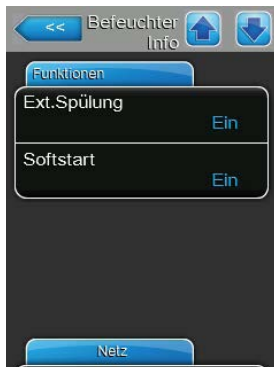 << Befeuchter
Info
Funktionen
Ext.Spülung
Ein
Softstart
Ein
Netz